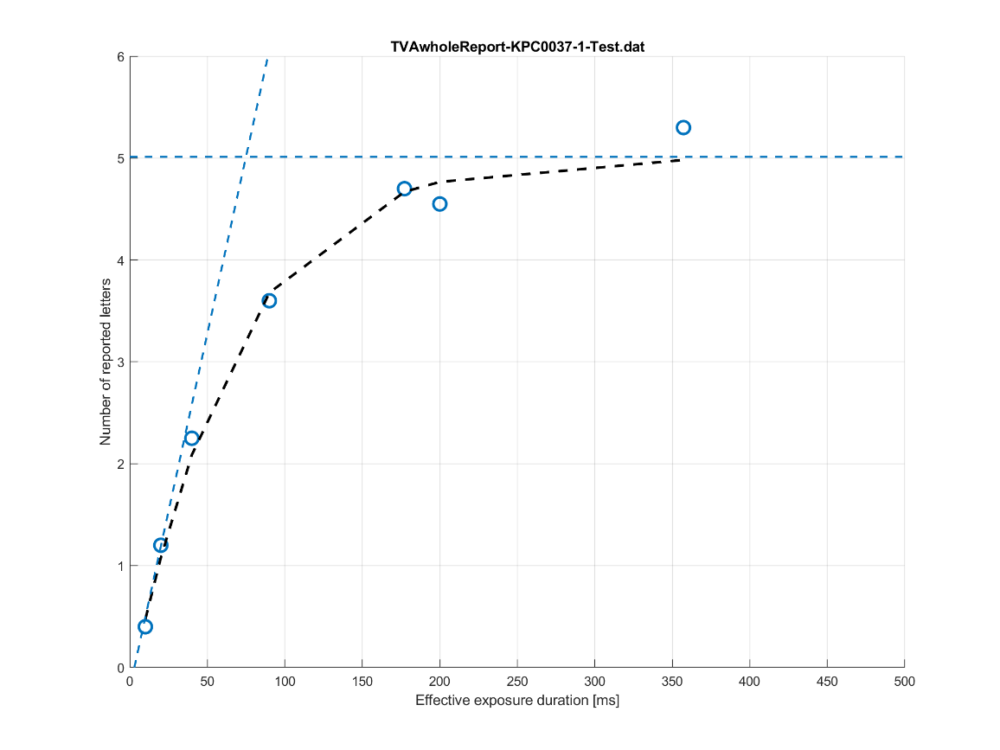 TVAwholeReport-KPC0037-1-Test.dat
6
5
4
3
2
1
0
Number of reported letters
0 50 100 150 200 250 300 350 400 450 500
Effective exposure duration [ms]